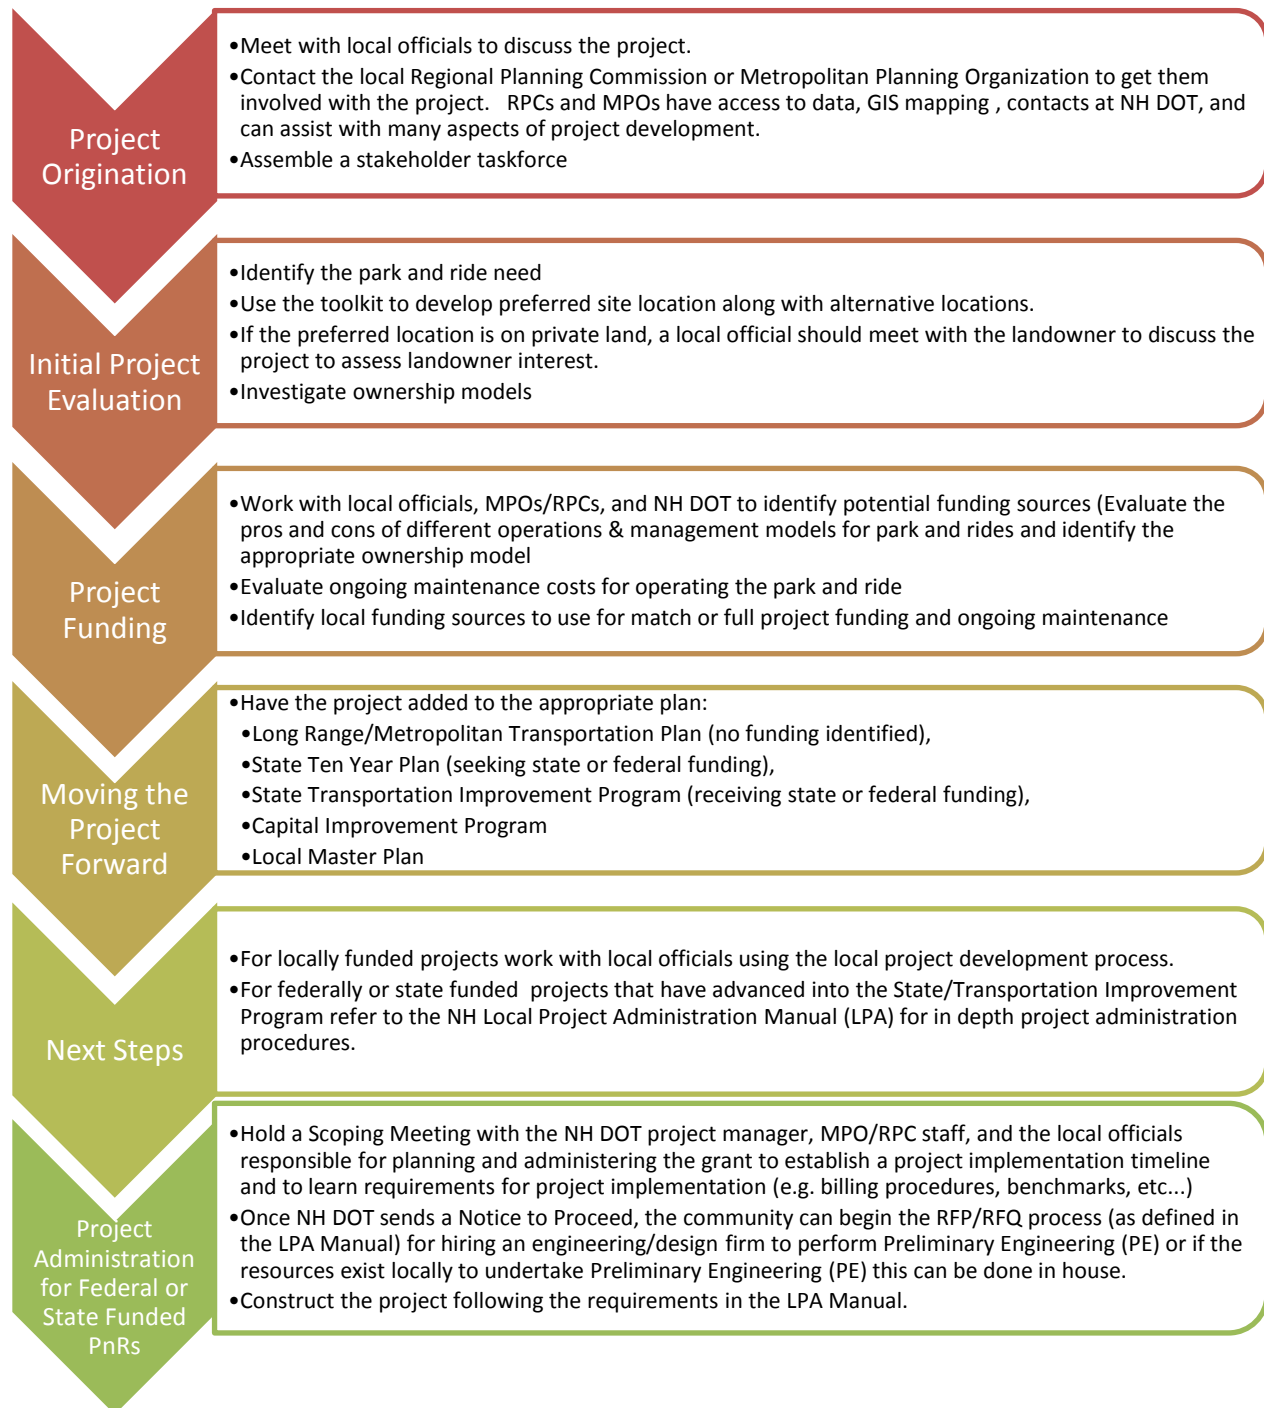 Project
Origination
•Meet with local officials to discuss the project.
•Contact the local Regional Planning Commission or Metropolitan Planning Organization to get them
involved with the project.   RPCs and MPOs have access to data, GIS mapping , contacts at NH DOT, and
can assist with many aspects of project development.
•Assemble a stakeholder taskforce
Initial Project
Evaluation
•Identify the park and ride need
•Use the toolkit to develop preferred site location along with alternative locations.
•If the preferred location is on private land, a local official should meet with the landowner to discuss the
project to assess landowner interest.
•Investigate ownership models
Project
Funding
•Work with local officials, MPOs/RPCs, and NH DOT to identify potential funding sources (Evaluate the
pros and cons of different operations & management models for park and rides and identify the
appropriate ownership model
•Evaluate ongoing maintenance costs for operating the park and ride
•Identify local funding sources to use for match or full project funding and ongoing maintenance
Moving the
Project
Forward
•Have the project added to the appropriate plan:
•Long Range/Metropolitan Transportation Plan (no funding identified),
•State Ten Year Plan (seeking state or federal funding),
•State Transportation Improvement Program (receiving state or federal funding),
•Capital Improvement Program
•Local Master Plan
Next Steps
•For locally funded projects work with local officials using the local project development process.
•For federally or state funded  projects that have advanced into the State/Transportation Improvement
Program refer to the NH Local Project Administration Manual (LPA) for in depth project administration
procedures.
Project
Administration
for Federal or
State Funded
PnRs
•Hold a Scoping Meeting with the NH DOT project manager, MPO/RPC staff, and the local officials
responsible for planning and administering the grant to establish a project implementation timeline
and to learn requirements for project implementation (e.g. billing procedures, benchmarks, etc...)
•Once NH DOT sends a Notice to Proceed, the community can begin the RFP/RFQ process (as defined in
the LPA Manual) for hiring an engineering/design firm to perform Preliminary Engineering (PE) or if the
resources exist locally to undertake Preliminary Engineering (PE) this can be done in house.
•Construct the project following the requirements in the LPA Manual.